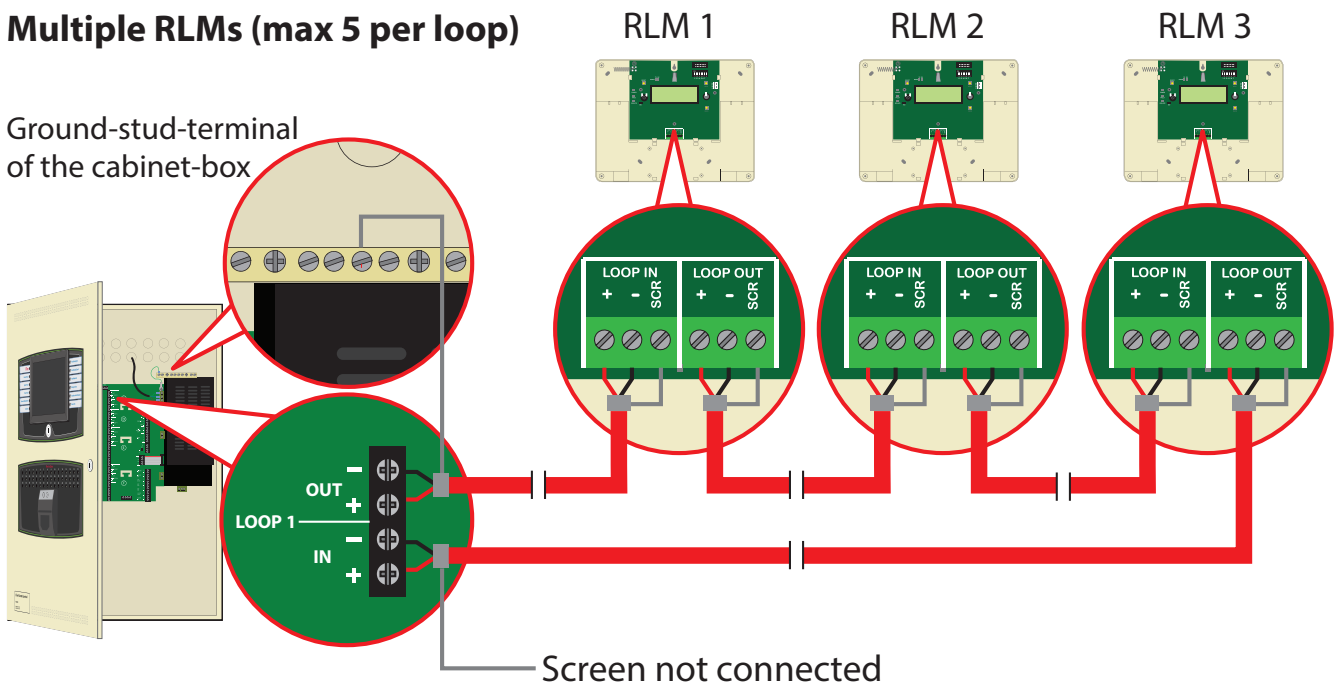 Multiple RLMs (max 5 per loop)
RLM 1
RLM 2
RLM 3
Ground-stud-terminal
of the cabinet-box
LOOP IN
LOOP OUT
+ - SCR
+ - SCR
LOOP IN
LOOP OUT
+ - SCR
+ - SCR
LOOP IN
LOOP OUT
+ - SCR
+ - SCR
-
OUT
+
LOOP 1
-
IN
+
Screen not connected